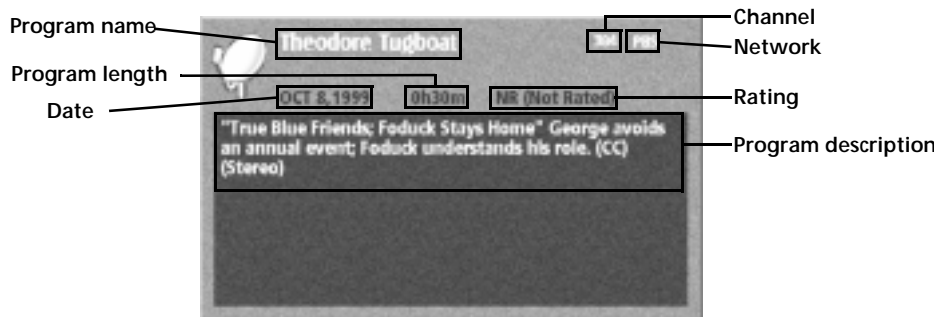 Program name
Theodore Tugboat
Channel
PBS
Network
Program length
Date
OCT 8,1999
0h30m
NR (Not Rated)
Rating
"True Blue Friends; Foduck Stays Home" George avoids
an annual event; Foduck understands his role. (CC)
(Stereo)
Program description